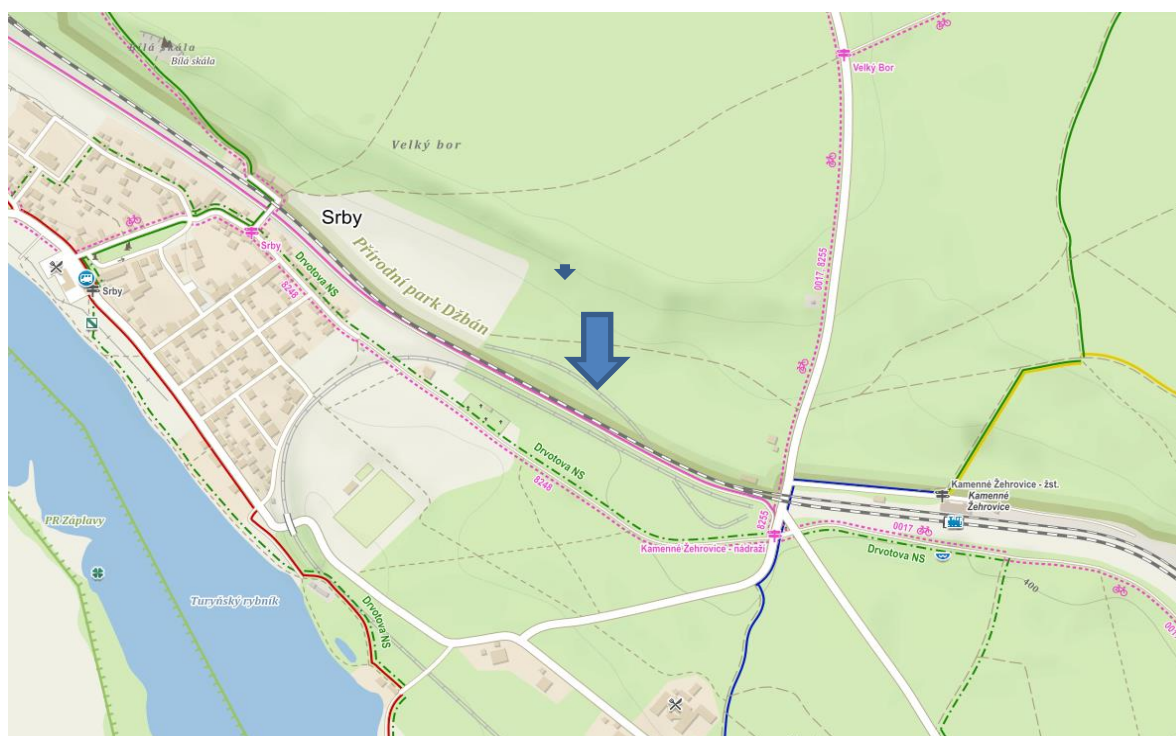 Bílá skála
Bílá skála
Velký Bor
Velký bor
0017 8255
Srby
Přírodní park Džbán
Srby
Drvotova NS
8248
Srby
Drvotova NS
8248
Kamenné Žehrovice - žst.
Kamenné
Žehrovice
8255
0017
Kamenné Žehrovice - nádraží
Drvotova NS
400
PR Záplavy
Turyňský rybník
Drvotova NS